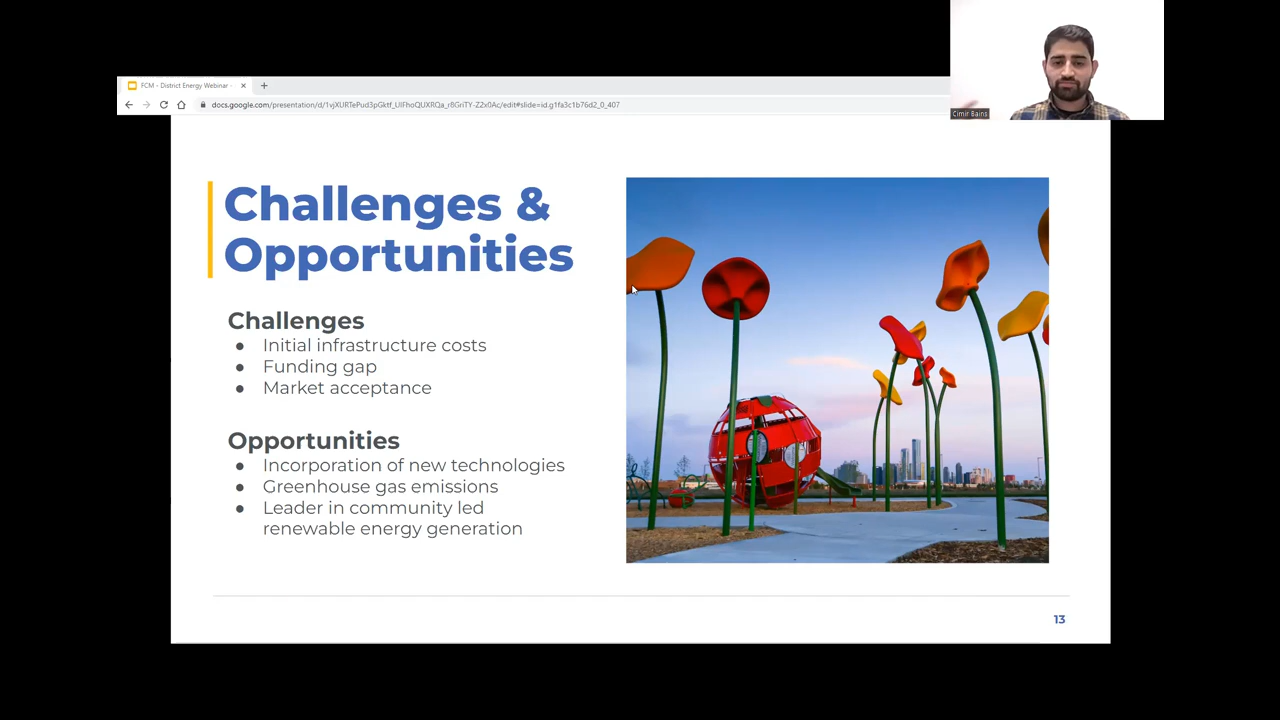 FCM - District Energy Webinar
docs.google.com/presentation/d/1vjXURTePud3pGktf_UIFhoQUXRQa_r8GriTY-Z2x0Ac/edit#slide=id.g1fa3c1b76d2_0_407
Cimir Bains
Challenges &
Opportunities
Challenges
● Initial infrastructure costs
● Funding gap
● Market acceptance
Opportunities
● Incorporation of new technologies
● Greenhouse gas emissions
● Leader in community led
renewable energy generation
13